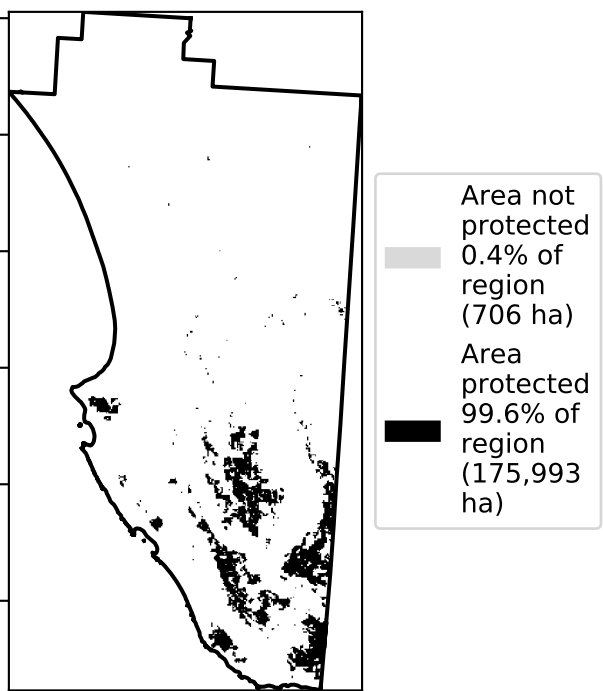 Area not
protected
0.4% of
region
(706 ha)
Area
protected
99.6% of
region
(175,993
ha)